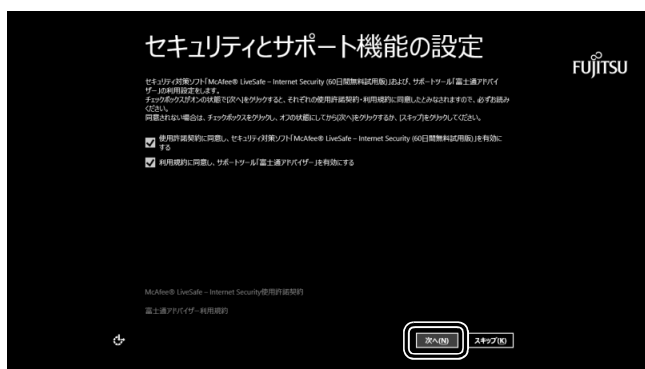 セキュリティとサポート機能の設定
FUJITSU
セキュリティ対策ソフト「McAfee® LiveSafe – Internet Security (60日間無料試用版)」および、サポートツール「富士通アドバイ
ザー」の利用設定をします。
チェックボックスがオンの状態で[次へ]をクリックすると、それぞれの使用許諾契約・利用規約に同意したとみなされますので、必ずお読み
ください。
同意されない場合は、チェックボックスをクリックし、オフの状態にしてから[次へ]をクリックするか、[スキップ]をクリックしてください。
使用許諾契約に同意し、セキュリティ対策ソフト「McAfee® LiveSafe – Internet Security (60日間無料試用版)」を有効に
する
利用規約に同意し、サポートツール「富士通アドバイザー」を有効にする
McAfee® LiveSafe – Internet Security使用許諾契約
富士通アドバイザー利用規約
次へ(N)
スキップ(K)